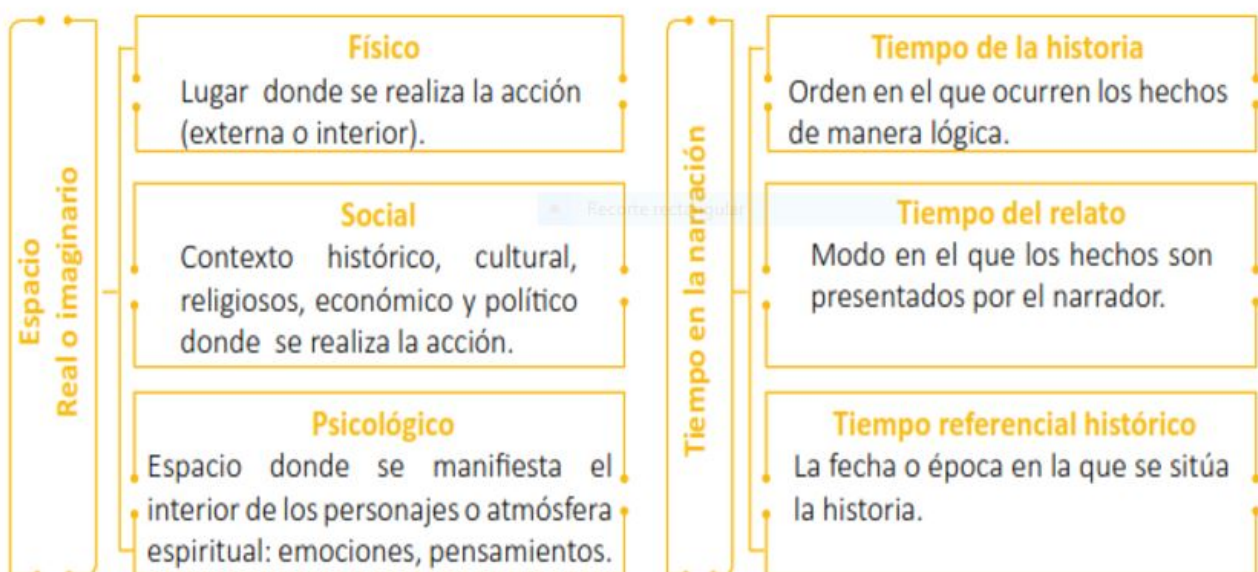 Espacio
Real o imaginario
Físico
Lugar donde se realiza la acción
(externa o interior).
Social
Contexto histórico, cultural,
religiosos, económico y político
donde se realiza la acción.
Psicológico
Espacio donde se manifiesta el
interior de los personajes o atmósfera
espiritual: emociones, pensamientos.
Recorte rectangular
Tiempo en la narración
Tiempo de la historia
Orden en el que ocurren los hechos
de manera lógica.
Tiempo del relato
Modo en el que los hechos son
presentados por el narrador.
Tiempo referencial histórico
La fecha o época en la que se sitúa
la historia.